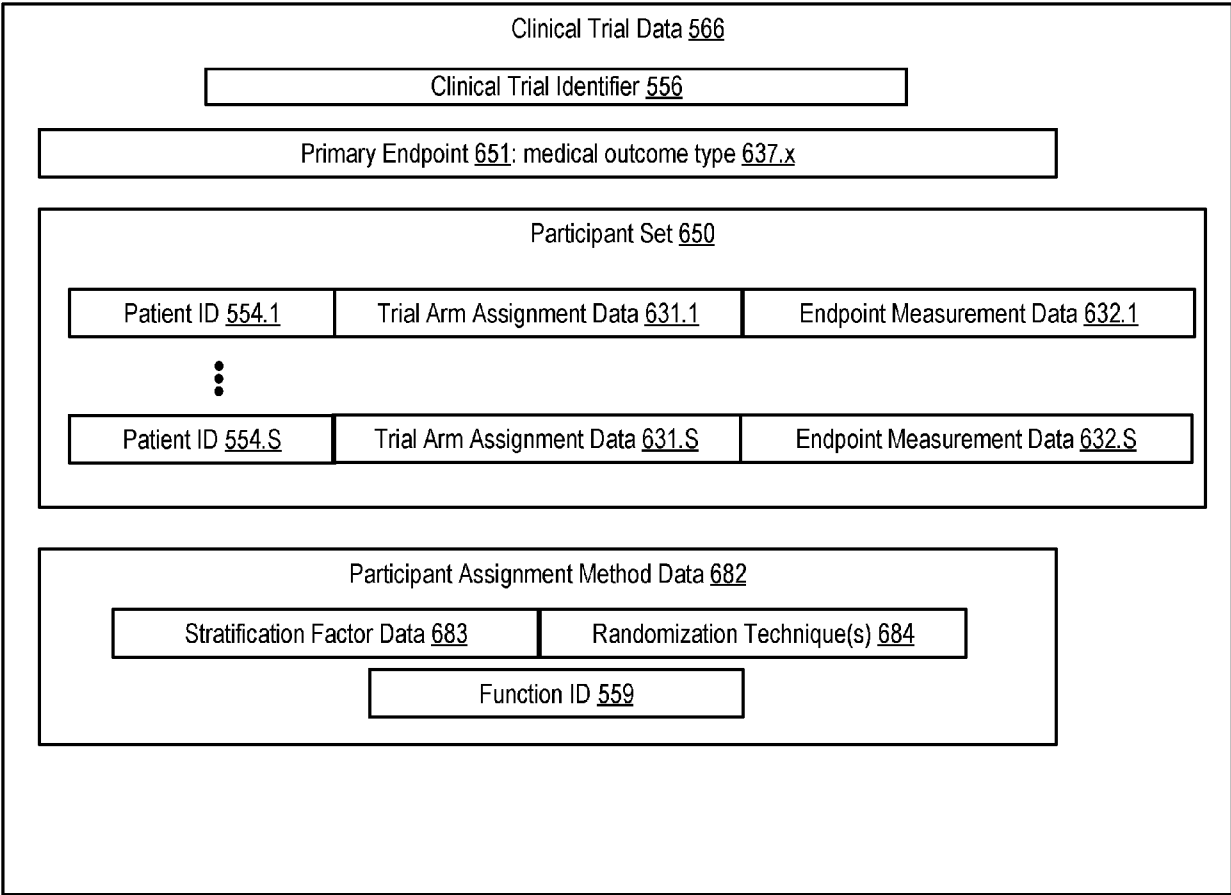 Clinical Trial Data 566
Clinical Trial Identifier 556
Primary Endpoint 651: medical outcome type 637.x
Participant Set 650
Patient ID 554.1 Trial Arm Assignment Data 631.1 Endpoint Measurement Data 632.1
Patient ID 554.S Trial Arm Assignment Data 631.S Endpoint Measurement Data 632.S
Participant Assignment Method Data 682
Stratification Factor Data 683 Randomization Technique(s) 684
Function ID 559